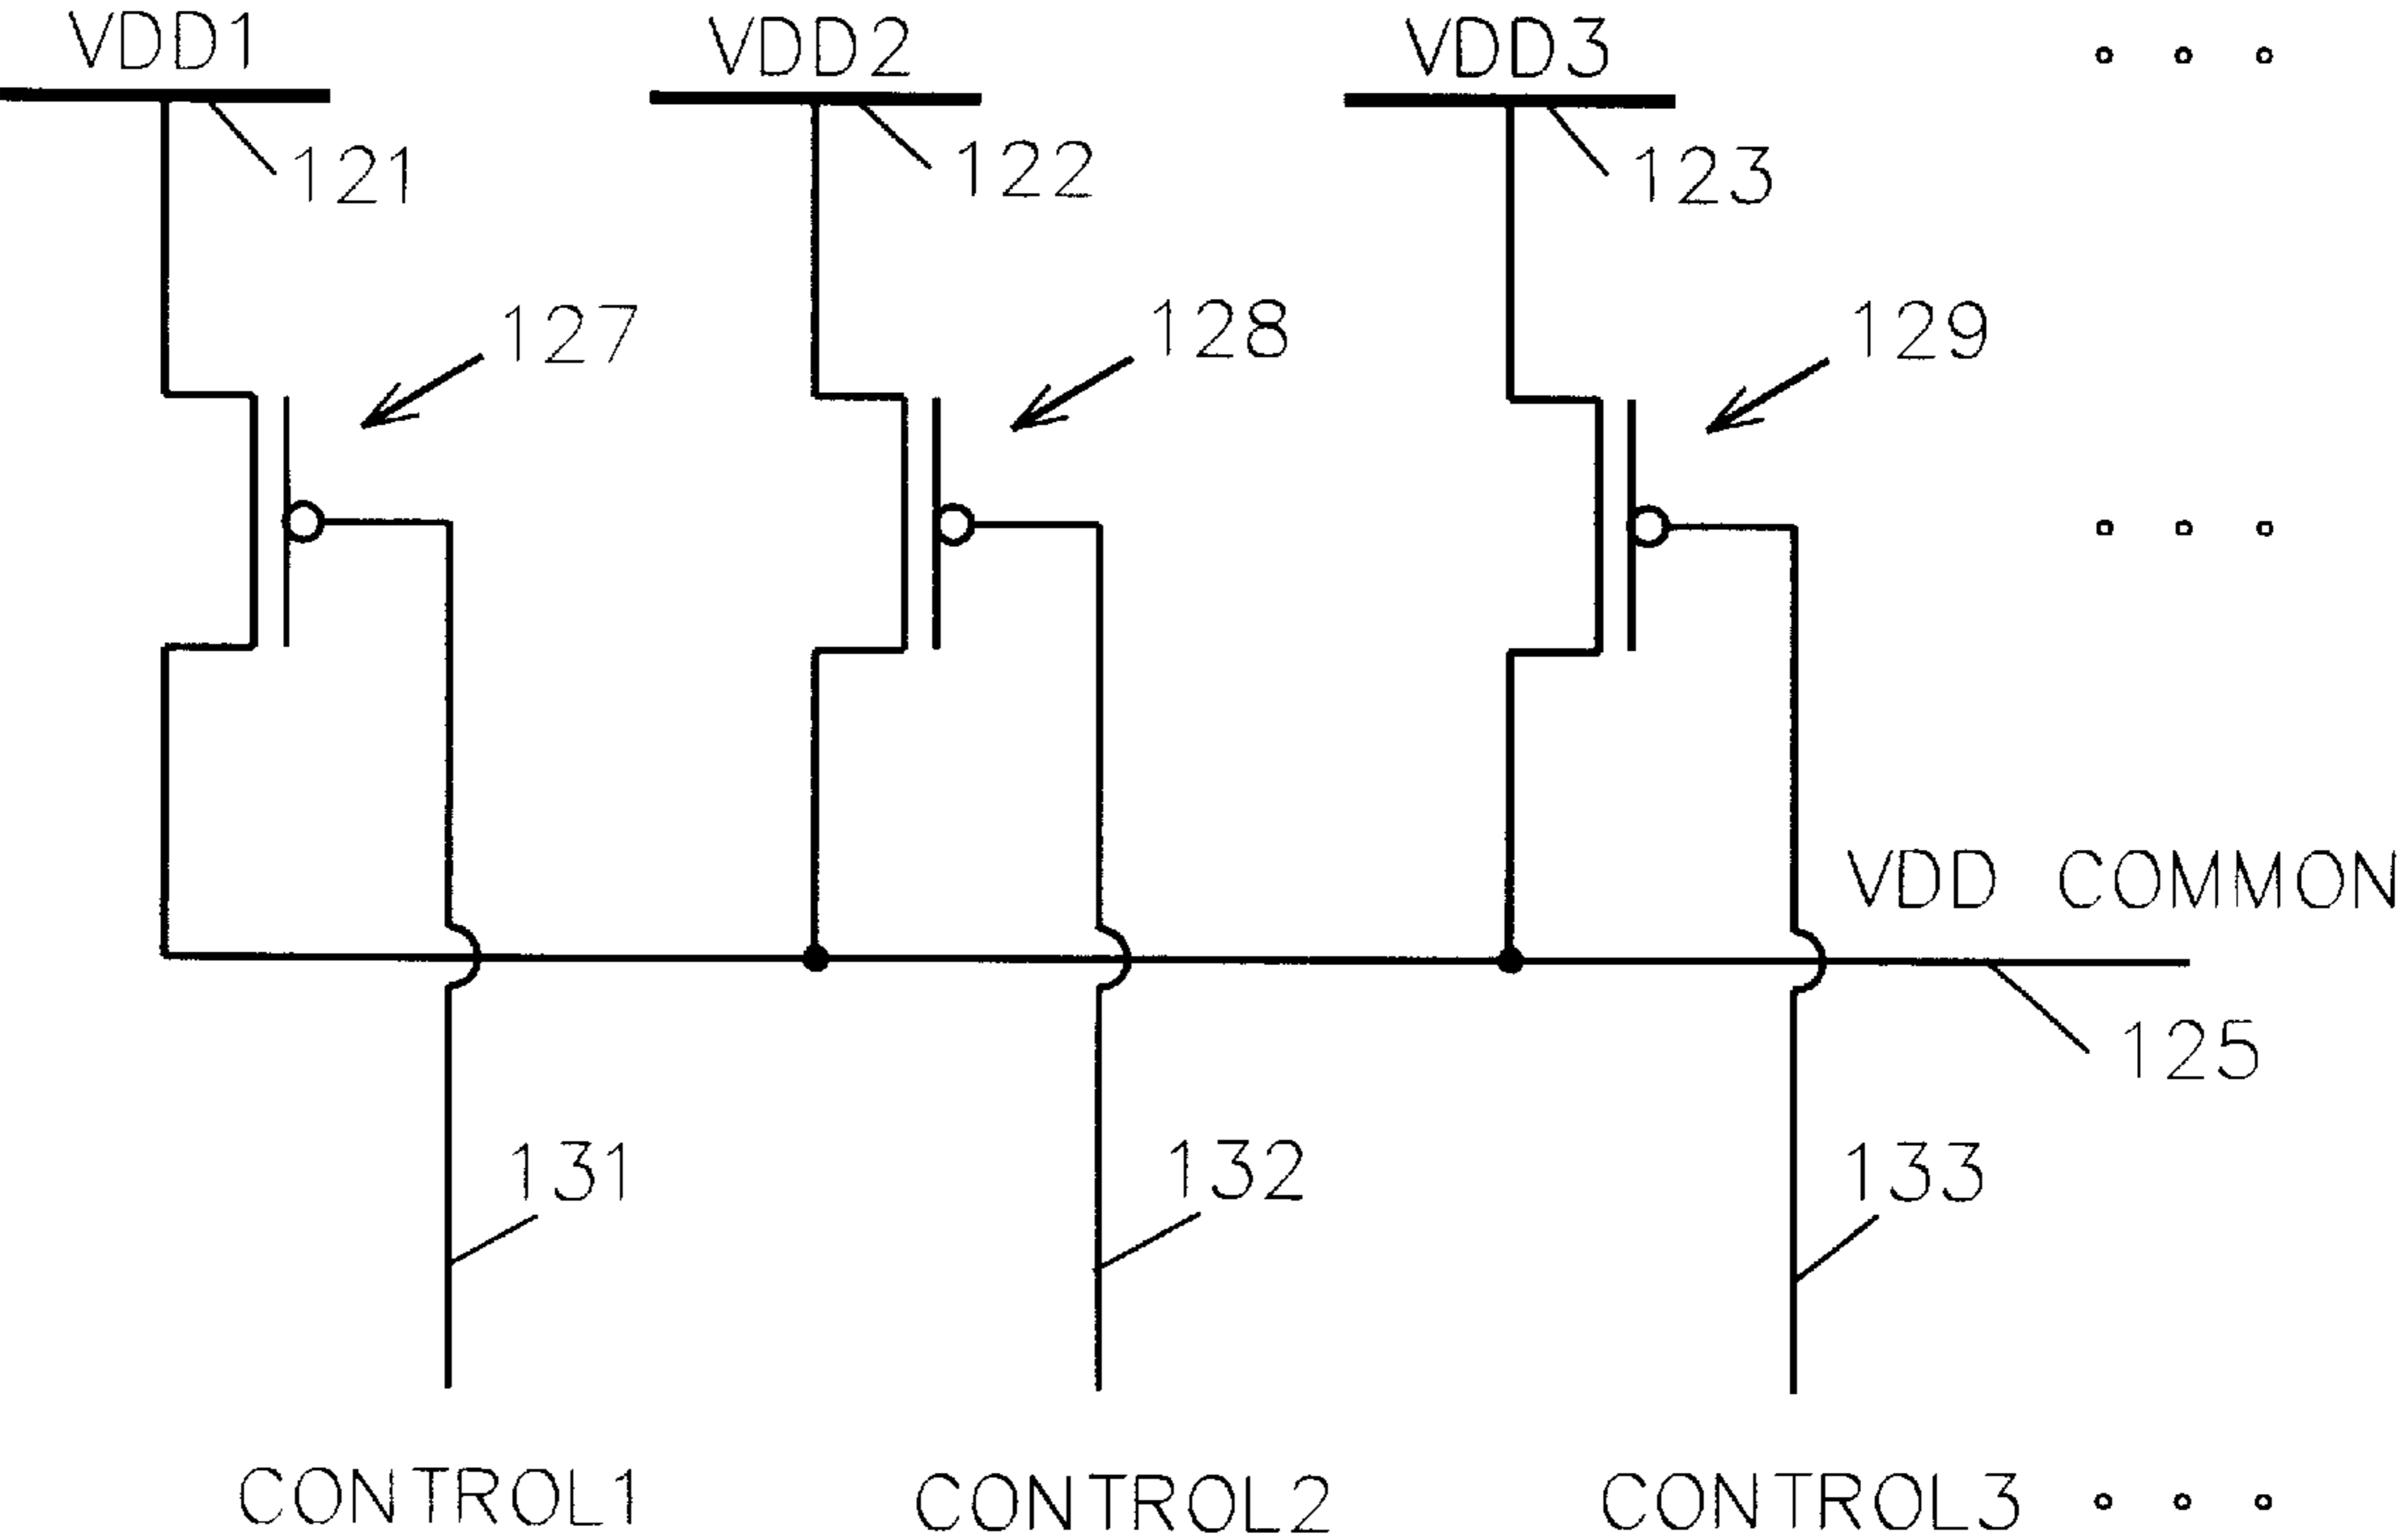 VDD1 VDD2 VDD3
121 122 123
127 128 129
VDD COMMON
125
131 132 133
CONTROL1 CONTROL2 CONTROL3